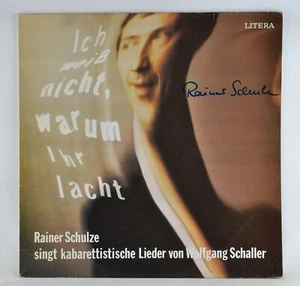 LITERA
Ich
weiß
nicht,
warum
Ihr
lacht
Rainer Schulze
Rainer Schulze
singt kabarettistische Lieder von Wolfgang Schaller